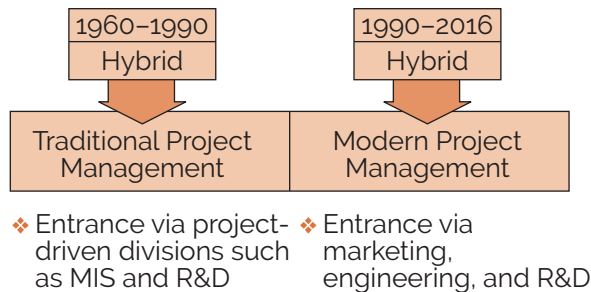 1960–1990
Hybrid
1990–2016
Hybrid
Traditional Project
Management
Modern Project
Management
❖ Entrance via project-
driven divisions such
as MIS and R&D
❖ Entrance via
marketing,
engineering, and R&D